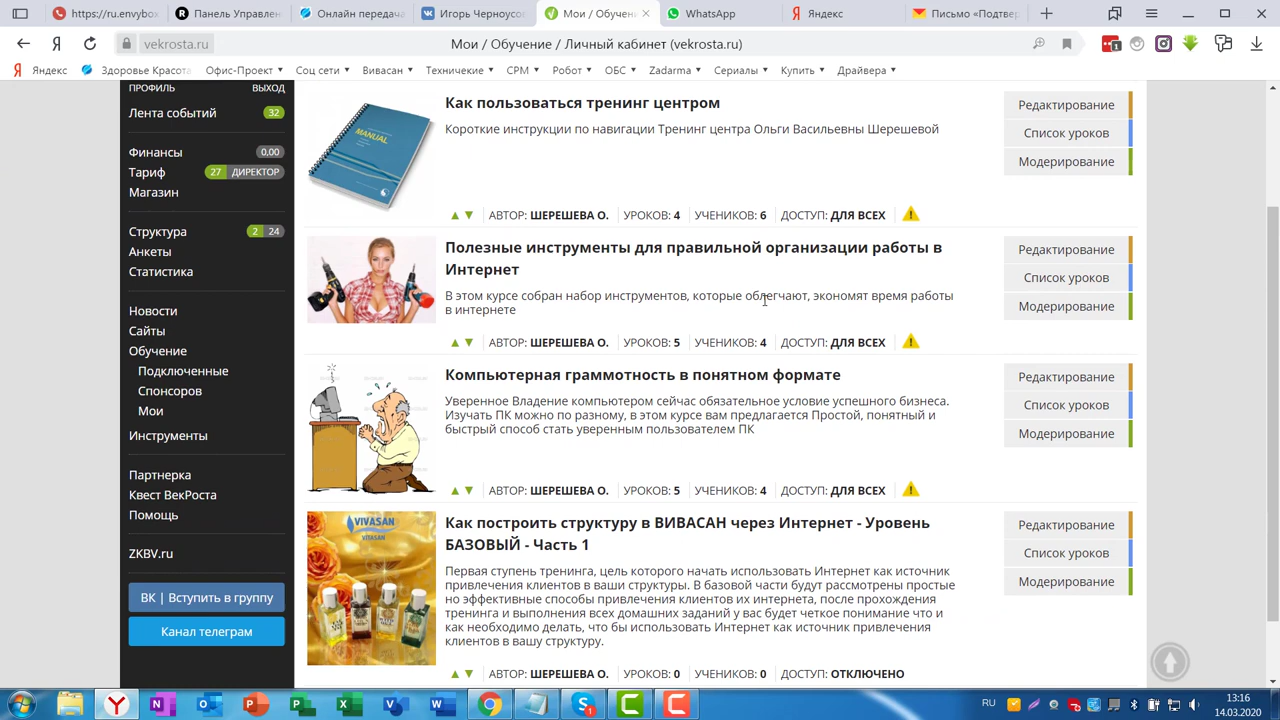 https://ru.envybox
Панель Управлен
Онлайн передача
Игорь Черноусо
Мои / Обучен
WhatsApp
Яндекс
Письмо «Подтвер
vekrosta.ru
Мои / Обучение / Личный кабинет (vekrosta.ru)
1
Яндекс
Здоровье Красота
Офис-Проект
Соц сети
Вивасан
Техничекие
СРМ
Робот
ОБС
Zadarma
Сериалы
Купить
Драйвера
ПРОФИЛЬ
ВЫХОД
Лента событий 32
Финансы 0,00
Тариф 27 ДИРЕКТОР
Магазин
Структура 2 24
Анкеты
Статистика
Новости
Сайты
Обучение
Подключенные
Спонсоров
Мои
Инструменты
Партнерка
Квест ВекРоста
Помощь
ZKBV.ru
ВК | Вступить в группу
Канал телеграм
MANUAL
Как пользоваться тренинг центром
Короткие инструкции по навигации Тренинг центра Ольги Васильевны Шерешевой
АВТОР: ШЕРЕШЕВА О. УРОКОВ: 4 УЧЕНИКОВ: 6 ДОСТУП: ДЛЯ ВСЕХ
Редактирование
Список уроков
Модерирование
Полезные инструменты для правильной организации работы в
Интернет
В этом курсе собран набор инструментов, которые облегчают, экономят время работы
в интернете
АВТОР: ШЕРЕШЕВА О. УРОКОВ: 5 УЧЕНИКОВ: 4 ДОСТУП: ДЛЯ ВСЕХ
Редактирование
Список уроков
Модерирование
Компьютерная граммотность в понятном формате
Уверенное Владение компьютером сейчас обязательное условие успешного бизнеса.
Изучать ПК можно по разному, в этом курсе вам предлагается Простой, понятный и
быстрый способ стать уверенным пользователем ПК
АВТОР: ШЕРЕШЕВА О. УРОКОВ: 5 УЧЕНИКОВ: 4 ДОСТУП: ДЛЯ ВСЕХ
Редактирование
Список уроков
Модерирование
VIVASAN
VITASAN
Как построить структуру в ВИВАСАН через Интернет - Уровень
БАЗОВЫЙ - Часть 1
Первая ступень тренинга, цель которого начать использовать Интернет как источник
привлечения клиентов в ваши структуры. В базовой части будут рассмотрены простые
но эффективные способы привлечения клиентов их интернета, после прохождения
тренинга и выполнения всех домашних заданий у вас будет четкое понимание что и
как необходимо делать, что бы использовать Интернет как источник привлечения
клиентов в вашу структуру.
АВТОР: ШЕРЕШЕВА О. УРОКОВ: 0 УЧЕНИКОВ: 0 ДОСТУП: ОТКЛЮЧЕНО
Редактирование
Список уроков
Модерирование
RU
13:16
14.03.2020